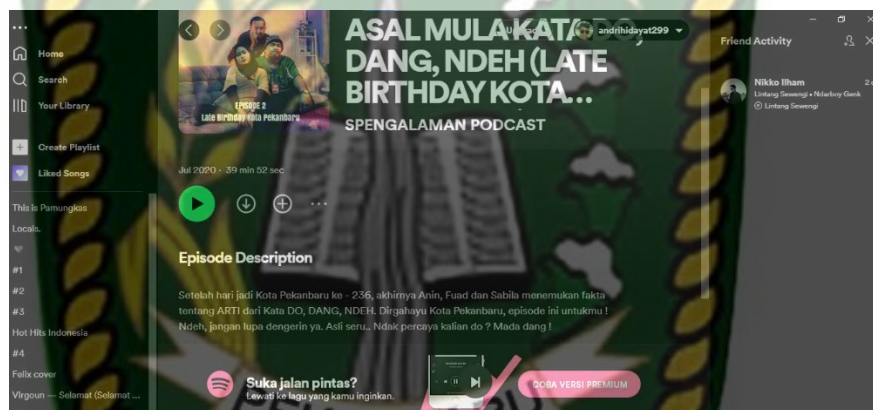 Home
Search
Your Library
Create Playlist
Liked Songs
This is Pamungkas
Locals.
#1
#2
#3
Hot Hits Indonesia
#4
Felix cover
Virgoun — Selamat (Selamat ...
EPISODE 2
Late Birthday Kota Pekanbaru
ASAL MULA KATA DO,
DANG, NDEH (LATE
BIRTHDAY KOTA...
SPENGALAMAN PODCAST
andrihidayat299
Jul 2020 • 39 min 52 sec
Episode Description
Setelah hari jadi Kota Pekanbaru ke - 236, akhirnya Anin, Fuad dan Sabila menemukan fakta
tentang ARTI dari Kata DO, DANG, NDEH. Dirgahayu Kota Pekanbaru, episode ini untukmu !
Ndeh, jangan lupa dengerin ya. Asli seru.. Ndak percaya kalian do ? Mada dang !
Suka jalan pintas?
Lewati ke lagu yang kamu inginkan.
COBA VERSI PREMIUM
Friend Activity
Nikko Ilham
Lintang Sewengi • Ndarboy Genk
Lintang Sewengi